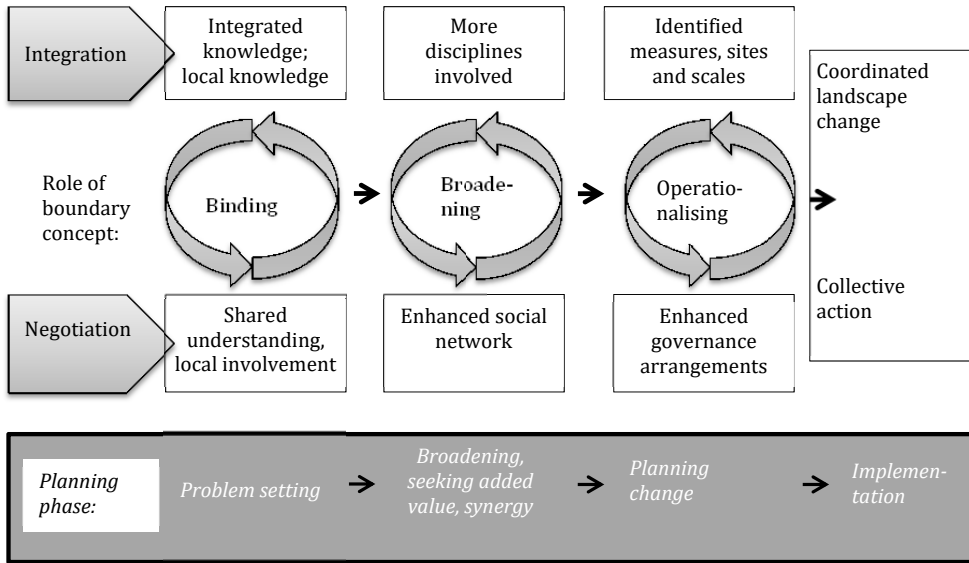 Integration
Integrated
knowledge;
local knowledge
More
disciplines
involved
Identified
measures, sites
and scales
Coordinated
landscape
change
Role of
boundary
concept:
Binding
Broade-
ning
Operatio-
nalising
Collective
action
Negotiation
Shared
understanding,
local involvement
Enhanced social
network
Enhanced
governance
arrangements
Planning
phase:
Problem setting
Broadening,
seeking added
value, synergy
Planning
change
Implemen-
tation